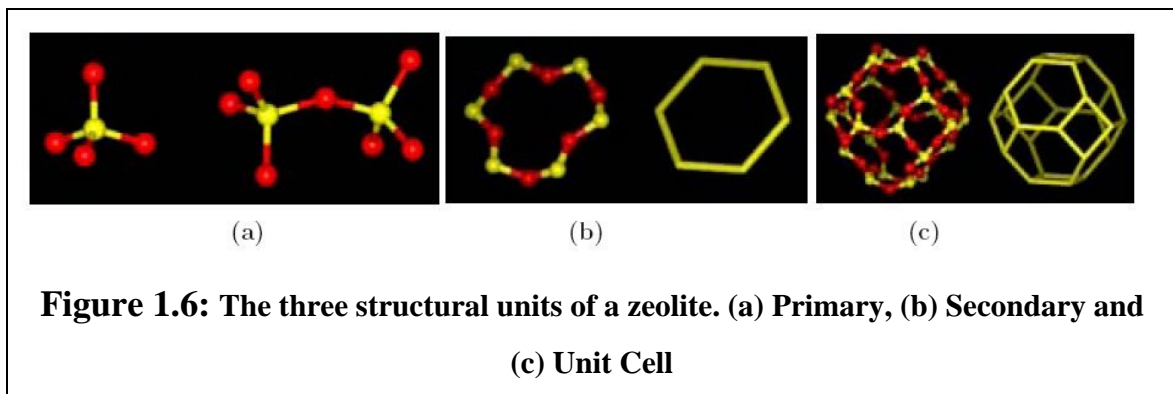 (a) (b) (c)
Figure 1.6: The three structural units of a zeolite. (a) Primary, (b) Secondary and
(c) Unit Cell